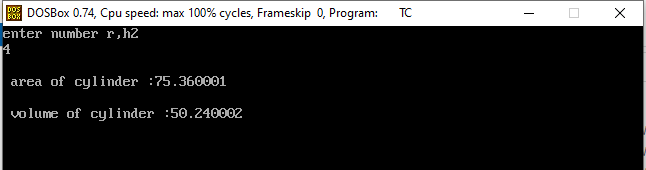 DOSBox 0.74, Cpu speed: max 100% cycles, Frameskip 0, Program: TC
enter number r,h2
4
area of cylinder :75.360001
volume of cylinder :50.240002